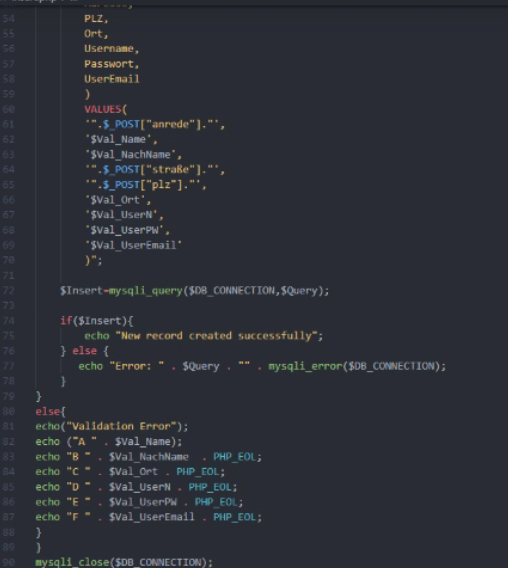 54 PLZ,
55 Ort,
56 Username,
57 Passwort,
58 UserEmail
59 )
60 VALUES(
61 '".$_POST["anrede"]."',
62 '$Val_Name',
63 '$Val_NachName',
64 '".$_POST["straße"]."',
65 '".$_POST["plz"]."',
66 '$Val_Ort',
67 '$Val_UserN',
68 '$Val_UserPW',
69 '$Val_UserEmail'
70 )";
71
72 $Insert=mysqli_query($DB_CONNECTION,$Query);
73
74 if($Insert){
75 echo "New record created successfully";
76 } else {
77 echo "Error: " . $Query . "" . mysqli_error($DB_CONNECTION);
78 }
79 }
80 else{
81 echo("Validation Error");
82 echo ("A " . $Val_Name);
83 echo "B " . $Val_NachName . PHP_EOL;
84 echo "C " . $Val_Ort . PHP_EOL;
85 echo "D " . $Val_UserN . PHP_EOL;
86 echo "E " . $Val_UserPW . PHP_EOL;
87 echo "F " . $Val_UserEmail . PHP_EOL;
88 }
89 }
90 mysqli_close($DB_CONNECTION);